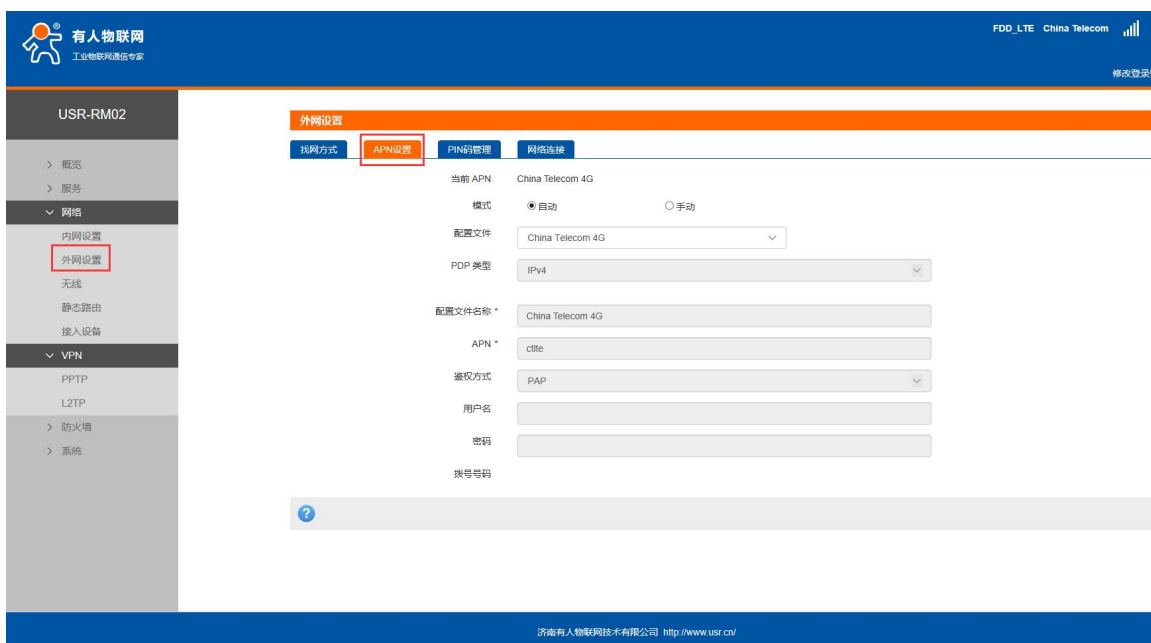 有人物联网
®
工业物联网通信专家
FDD_LTE China Telecom
修改登录
USR-RM02
概览
服务
网络
内网设置
外网设置
无线
静态路由
接入设备
VPN
PPTP
L2TP
防火墙
系统
外网设置
找网方式 APN设置 PIN码管理 网络连接
当前 APN China Telecom 4G
模式 自动 手动
配置文件 China Telecom 4G
PDP 类型 IPv4
配置文件名称 * China Telecom 4G
APN * ctlte
鉴权方式 PAP
用户名
密码
拨号号码
?
济南有人物联网技术有限公司 http://www.usr.cn/